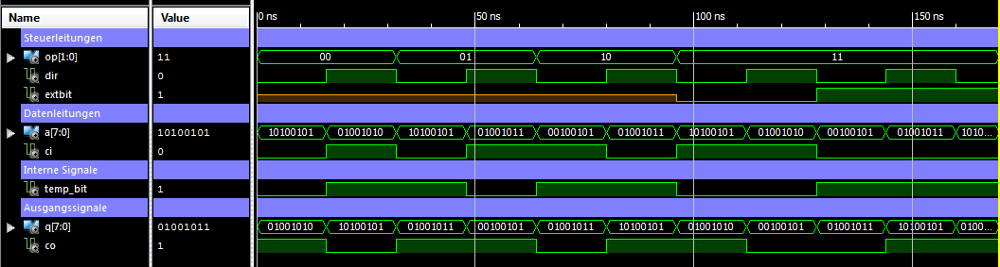 Name Value 0 ns 50 ns 100 ns 150 ns
Steuerleitungen
op[1:0] 11 00 01 10 11
dir 0
extbit 1
Datenleitungen
a[7:0] 10100101 10100101 01001010 10100101 01001011 00100101 01001011 10100101 01001010 00100101 01001011 1010...
ci 0
Interne Signale
temp_bit 1
Ausgangssignale
q[7:0] 01001011 01001010 10100101 01001011 00100101 01001011 10100101 01001010 00100101 01001011 10100101 0100...
co 1